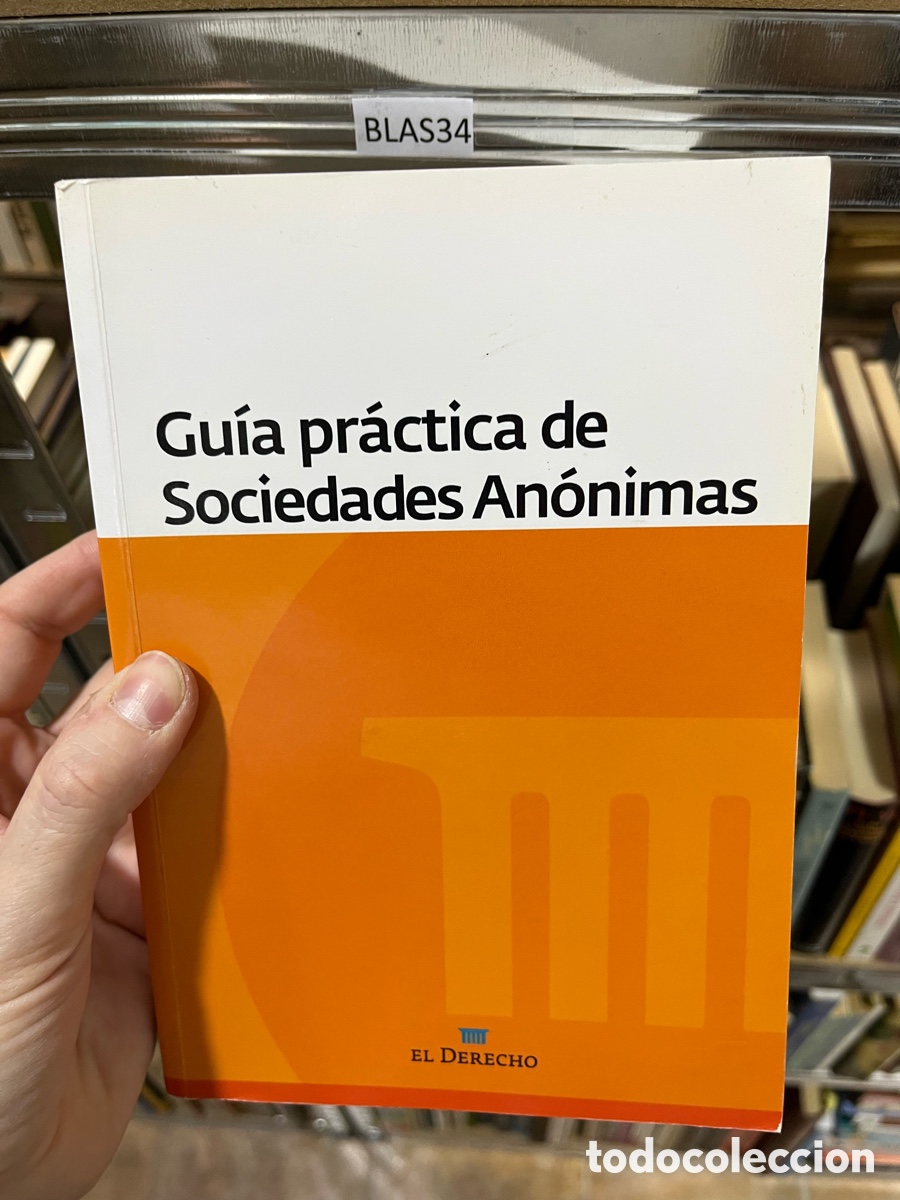 BLAS34
Guía práctica de
Sociedades Anónimas
EL DERECHO
todocoleccion